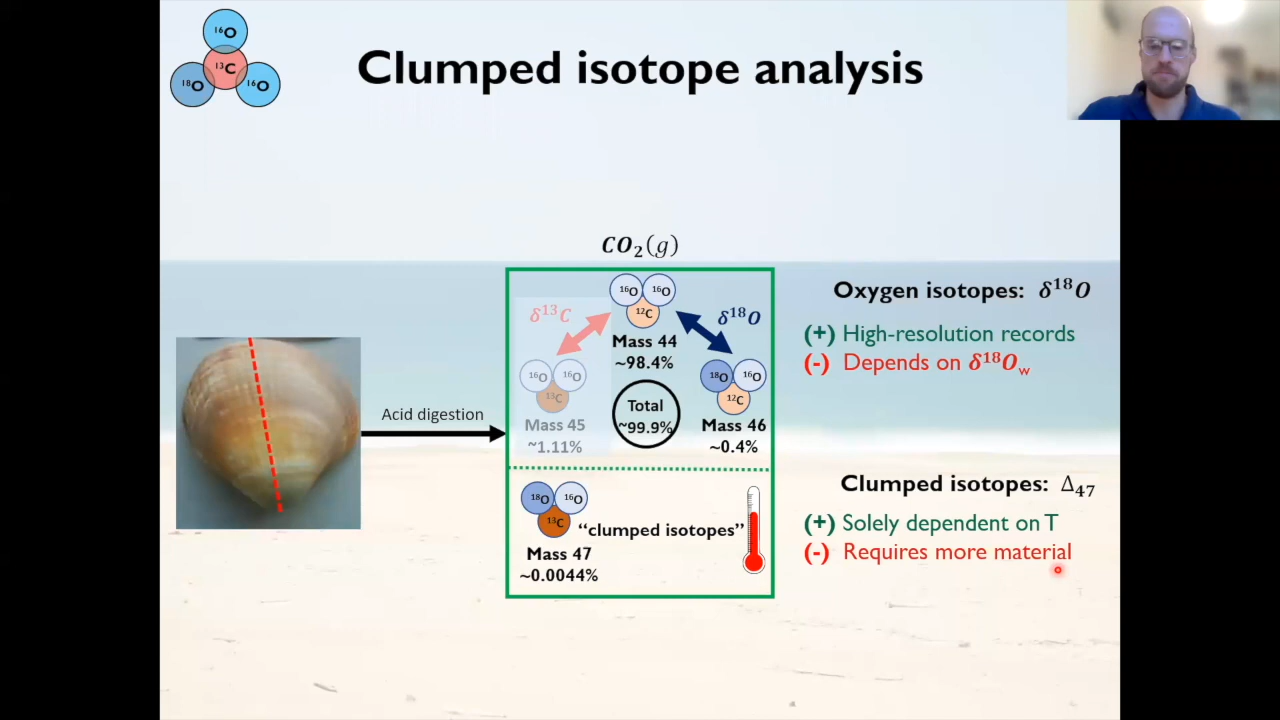 ¹⁶O
¹³C
¹⁸O
¹⁶O
Clumped isotope analysis
CO₂(g)
¹⁶O ¹⁶O
¹²C
δ¹³C
δ¹⁸O
Mass 44
~98.4%
¹⁶O ¹⁶O
¹³C
Mass 45
~1.11%
Total
~99.9%
¹⁸O ¹⁶O
¹²C
Mass 46
~0.4%
Acid digestion
¹⁸O ¹⁶O
¹³C
"clumped isotopes"
Mass 47
~0.0044%
Oxygen isotopes: δ¹⁸O
(+) High-resolution records
(-) Depends on δ¹⁸Ow
Clumped isotopes: Δ₄₇
(+) Solely dependent on T
(-) Requires more material